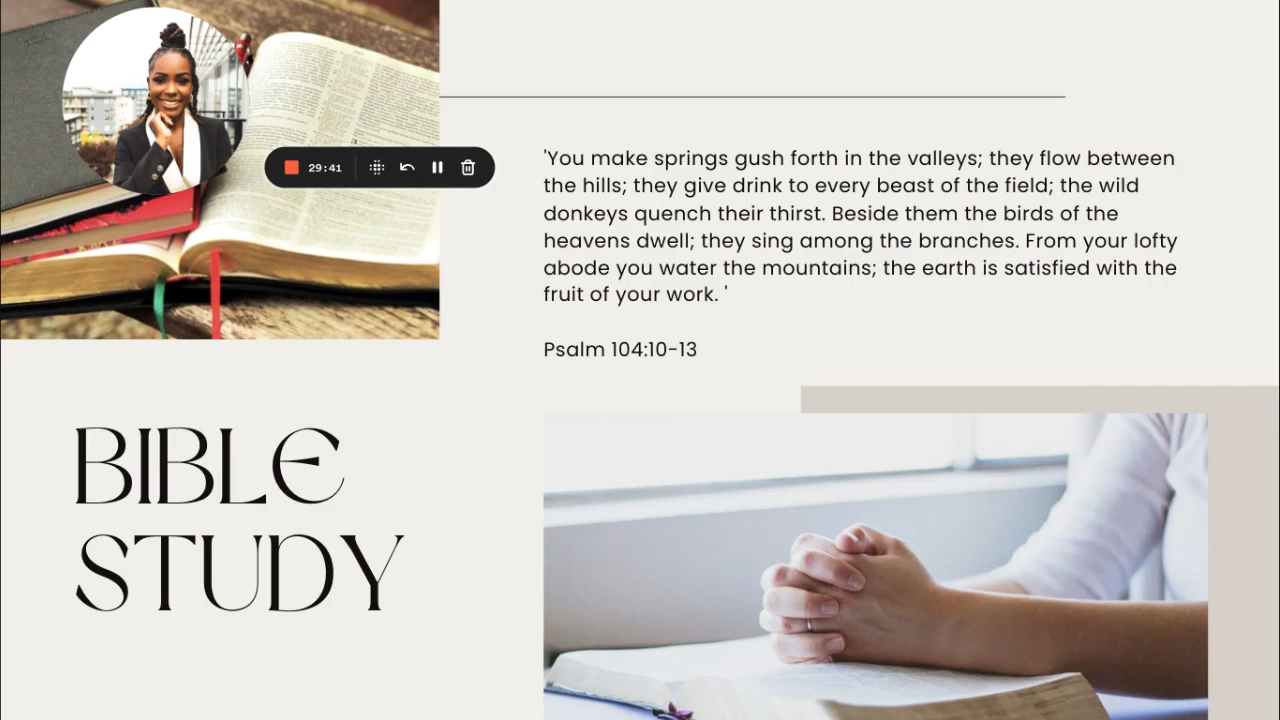 29:41
'You make springs gush forth in the valleys; they flow between
the hills; they give drink to every beast of the field; the wild
donkeys quench their thirst. Beside them the birds of the
heavens dwell; they sing among the branches. From your lofty
abode you water the mountains; the earth is satisfied with the
fruit of your work. '
Psalm 104:10-13
BIBLE
STUDY